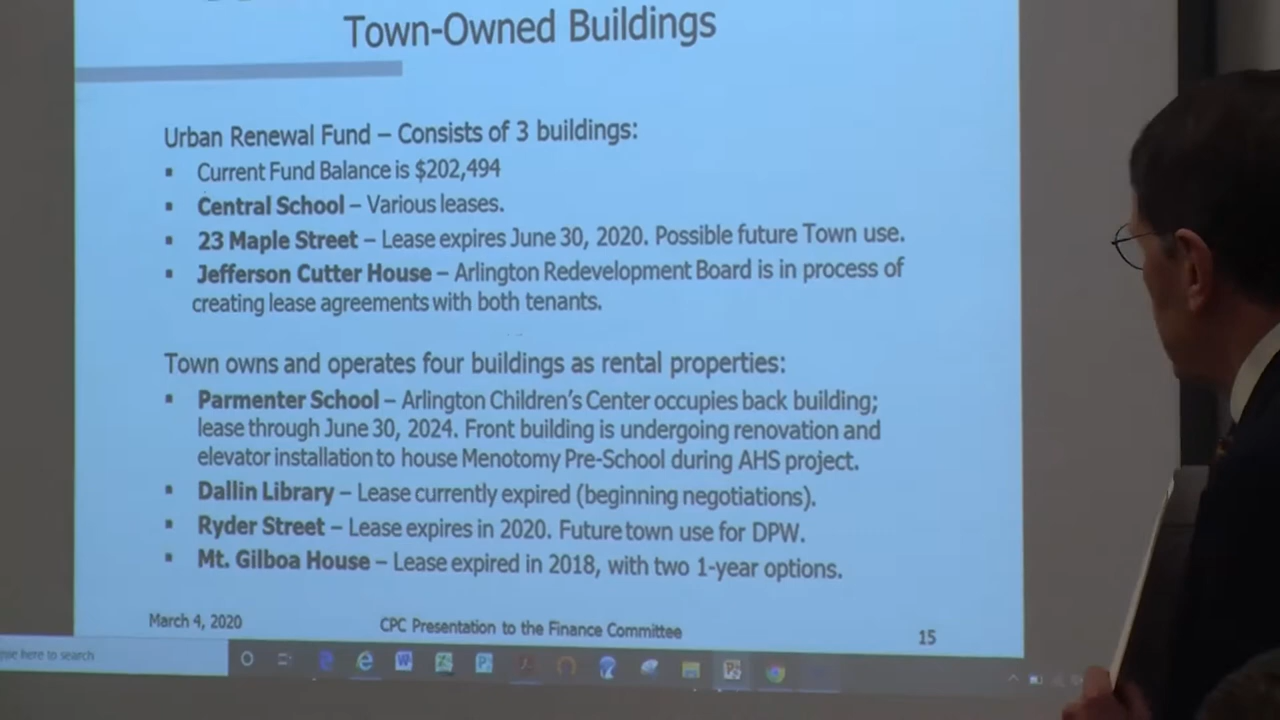 Town-Owned Buildings
Urban Renewal Fund – Consists of 3 buildings:
▪ Current Fund Balance is $202,494
▪ Central School – Various leases.
▪ 23 Maple Street – Lease expires June 30, 2020. Possible future Town use.
▪ Jefferson Cutter House – Arlington Redevelopment Board is in process of
creating lease agreements with both tenants.
Town owns and operates four buildings as rental properties:
▪ Parmenter School – Arlington Children's Center occupies back building;
lease through June 30, 2024. Front building is undergoing renovation and
elevator installation to house Menotomy Pre-School during AHS project.
▪ Dallin Library – Lease currently expired (beginning negotiations).
▪ Ryder Street – Lease expires in 2020. Future town use for DPW.
▪ Mt. Gilboa House – Lease expired in 2018, with two 1-year options.
March 4, 2020 CPC Presentation to the Finance Committee 15
here to search